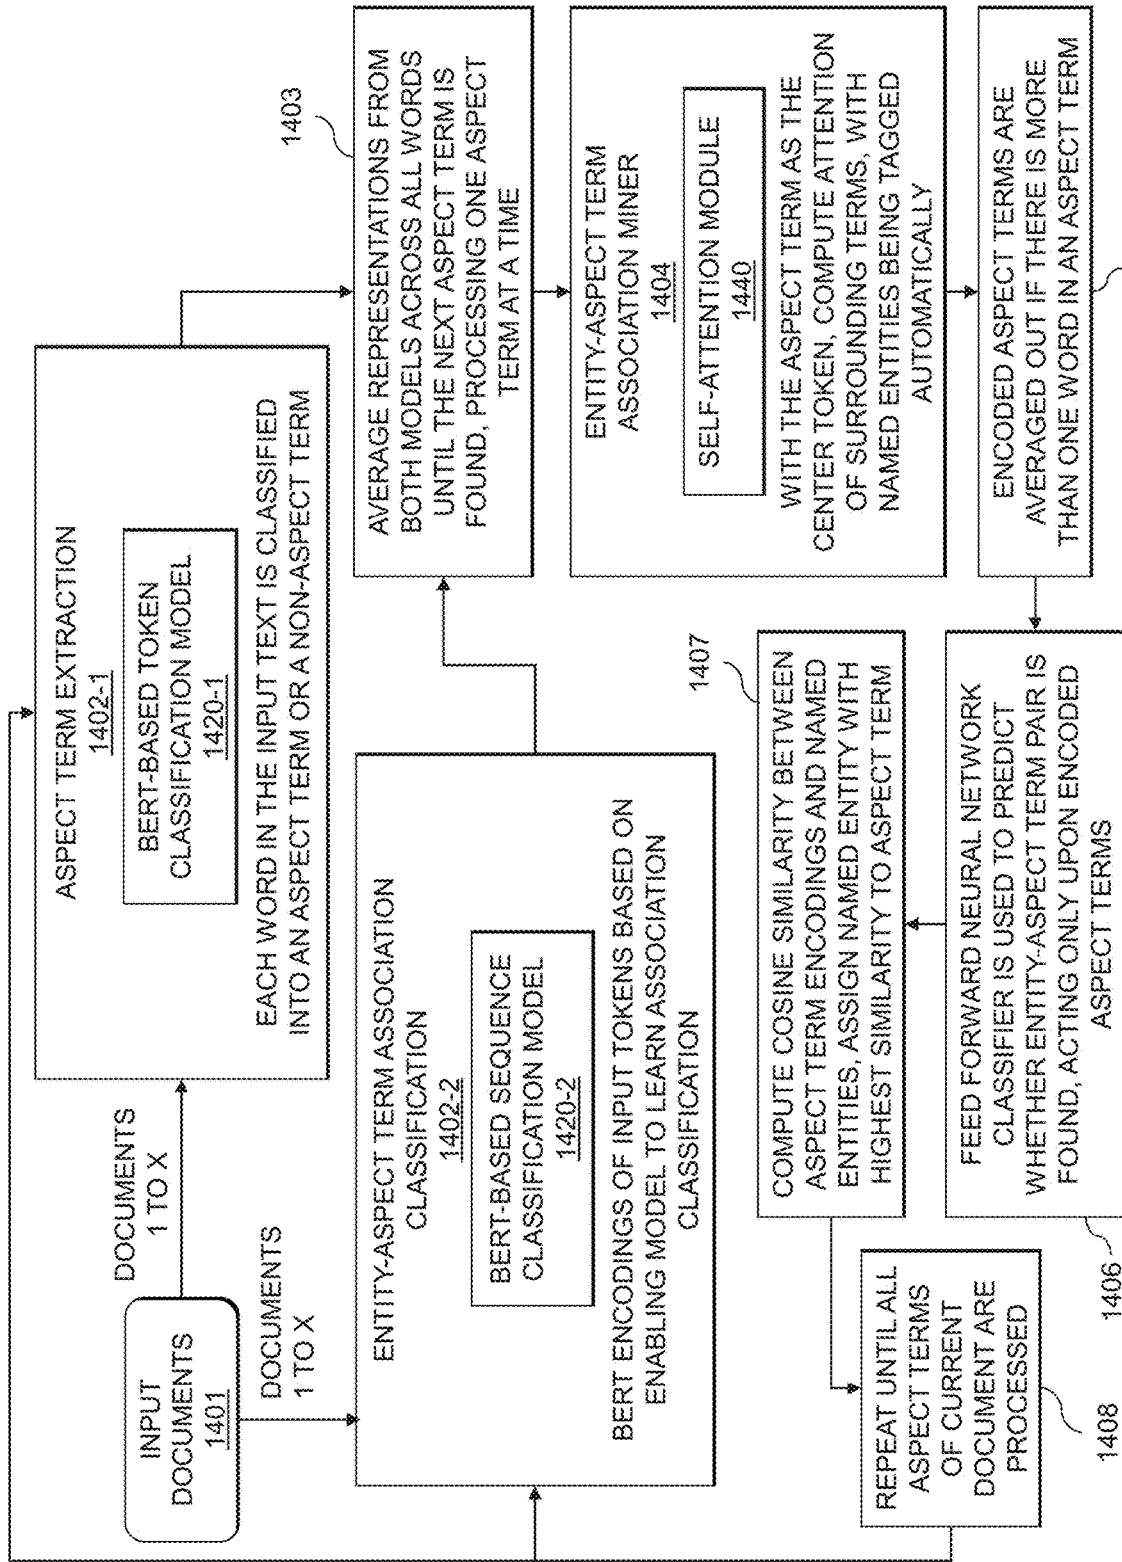 INPUT
DOCUMENTS
1401
DOCUMENTS
1 TO X
DOCUMENTS
1 TO X
ASPECT TERM EXTRACTION
1402-1
BERT-BASED TOKEN
CLASSIFICATION MODEL
1420-1
EACH WORD IN THE INPUT TEXT IS CLASSIFIED
INTO AN ASPECT TERM OR A NON-ASPECT TERM
ENTITY-ASPECT TERM ASSOCIATION
CLASSIFICATION
1402-2
BERT-BASED SEQUENCE
CLASSIFICATION MODEL
1420-2
BERT ENCODINGS OF INPUT TOKENS BASED ON
ENABLING MODEL TO LEARN ASSOCIATION
CLASSIFICATION
1403
AVERAGE REPRESENTATIONS FROM
BOTH MODELS ACROSS ALL WORDS
UNTIL THE NEXT ASPECT TERM IS
FOUND, PROCESSING ONE ASPECT
TERM AT A TIME
ENTITY-ASPECT TERM
ASSOCIATION MINER
1404
SELF-ATTENTION MODULE
1440
WITH THE ASPECT TERM AS THE
CENTER TOKEN, COMPUTE ATTENTION
OF SURROUNDING TERMS, WITH
NAMED ENTITIES BEING TAGGED
AUTOMATICALLY
ENCODED ASPECT TERMS ARE
AVERAGED OUT IF THERE IS MORE
THAN ONE WORD IN AN ASPECT TERM
FEED FORWARD NEURAL NETWORK
CLASSIFIER IS USED TO PREDICT
WHETHER ENTITY-ASPECT TERM PAIR IS
FOUND, ACTING ONLY UPON ENCODED
ASPECT TERMS
1406
1407
COMPUTE COSINE SIMILARITY BETWEEN
ASPECT TERM ENCODINGS AND NAMED
ENTITIES, ASSIGN NAMED ENTITY WITH
HIGHEST SIMILARITY TO ASPECT TERM
REPEAT UNTIL ALL
ASPECT TERMS
OF CURRENT
DOCUMENT ARE
PROCESSED
1408